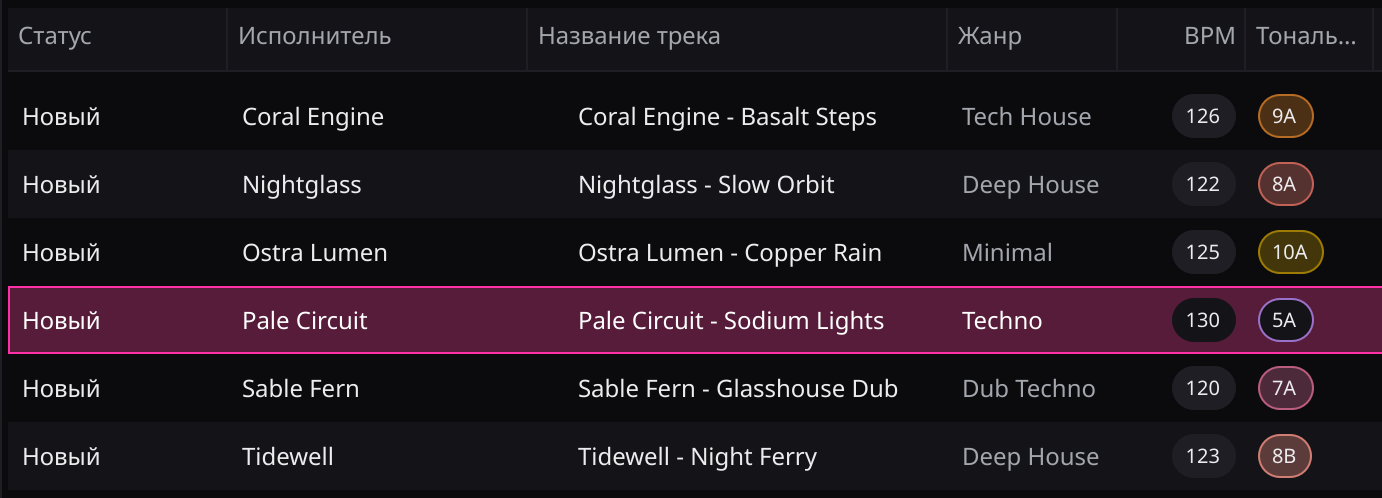 Статус Исполнитель Название трека Жанр BPM Тональ...
Новый Coral Engine Coral Engine - Basalt Steps Tech House 126 9A
Новый Nightglass Nightglass - Slow Orbit Deep House 122 8A
Новый Ostra Lumen Ostra Lumen - Copper Rain Minimal 125 10A
Новый Pale Circuit Pale Circuit - Sodium Lights Techno 130 5A
Новый Sable Fern Sable Fern - Glasshouse Dub Dub Techno 120 7A
Новый Tidewell Tidewell - Night Ferry Deep House 123 8B